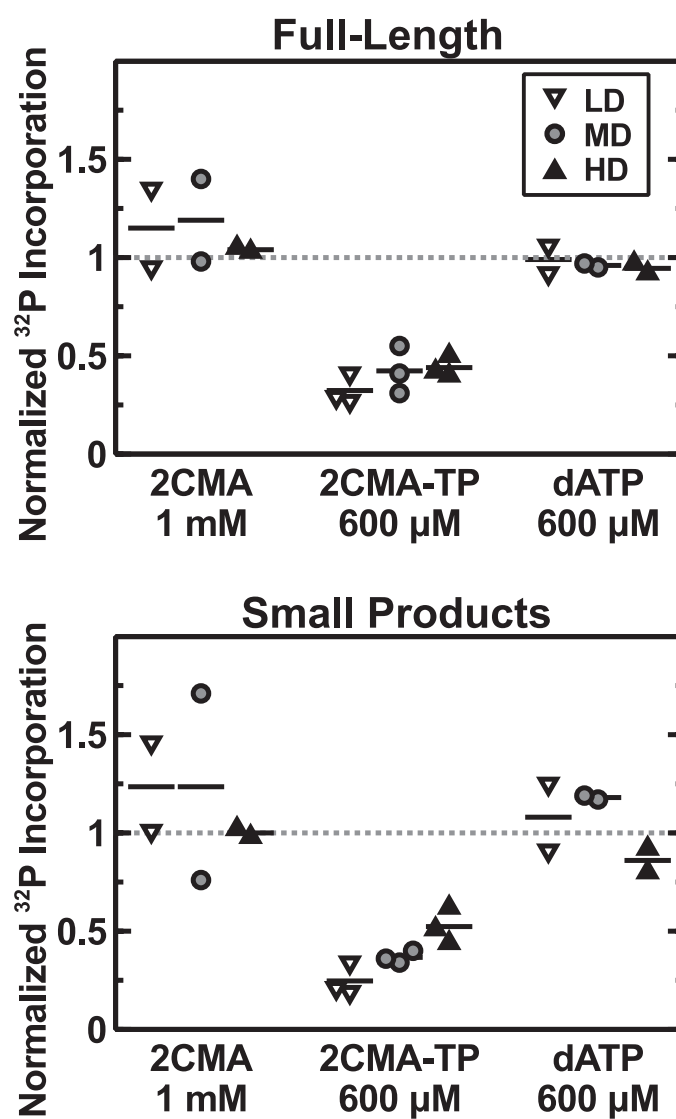 Full-Length
Normalized ³²P Incorporation
1.5
1
0.5
0
LD
MD
HD
2CMA 2CMA-TP dATP
1 mM 600 µM 600 µM
Small Products
Normalized ³²P Incorporation
1.5
1
0.5
0
2CMA 2CMA-TP dATP
1 mM 600 µM 600 µM